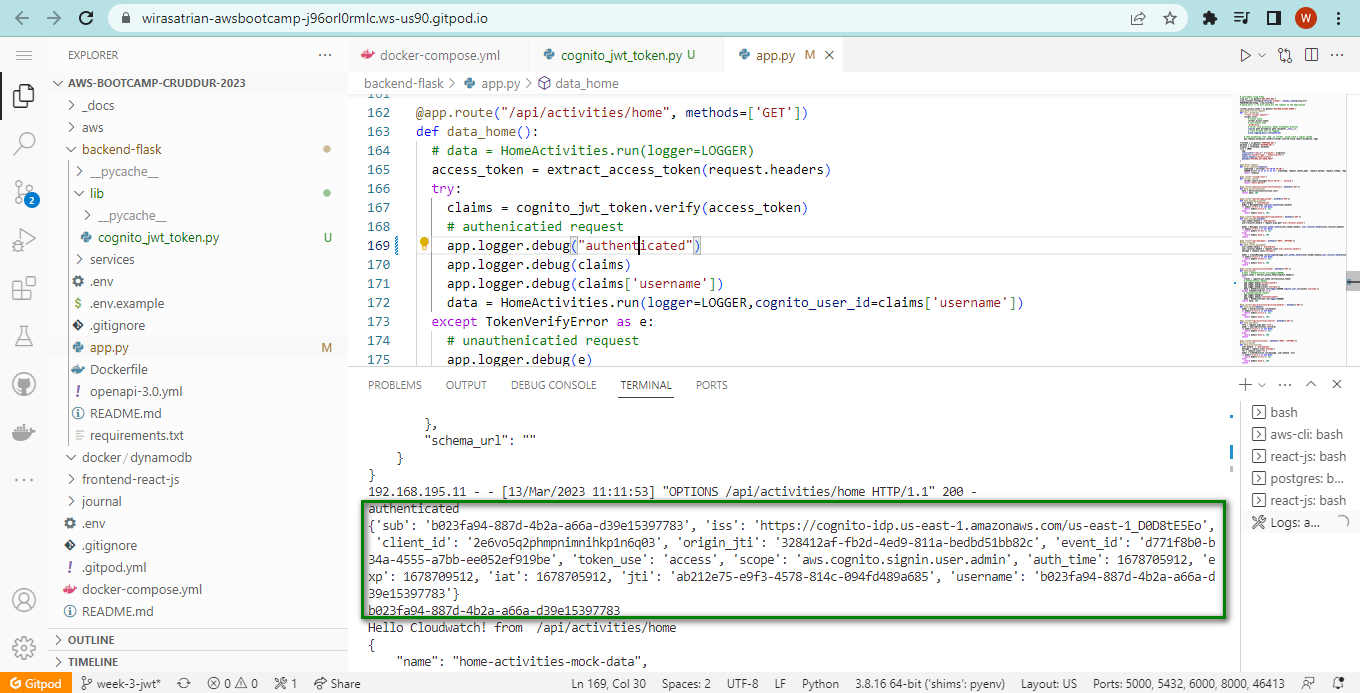 wirasatrian-awsbootcamp-j96orl0rmlc.ws-us90.gitpod.io
W
EXPLORER
AWS-BOOTCAMP-CRUDDUR-2023
_docs
aws
backend-flask
__pycache__
lib
__pycache__
cognito_jwt_token.py U
services
.env
$ .env.example
.gitignore
app.py M
Dockerfile
! openapi-3.0.yml
README.md
requirements.txt
docker / dynamodb
frontend-react-js
journal
.env
.gitignore
! .gitpod.yml
docker-compose.yml
README.md
OUTLINE
TIMELINE
2
docker-compose.yml
cognito_jwt_token.py U
app.py M
backend-flask > app.py > data_home
161
162 @app.route("/api/activities/home", methods=['GET'])
163 def data_home():
164 # data = HomeActivities.run(logger=LOGGER)
165 access_token = extract_access_token(request.headers)
166 try:
167 claims = cognito_jwt_token.verify(access_token)
168 # authenicatied request
169 app.logger.debug("authenticated")
170 app.logger.debug(claims)
171 app.logger.debug(claims['username'])
172 data = HomeActivities.run(logger=LOGGER,cognito_user_id=claims['username'])
173 except TokenVerifyError as e:
174 # unauthenicatied request
175 app.logger.debug(e)
PROBLEMS OUTPUT DEBUG CONSOLE TERMINAL PORTS
},
"schema_url": ""
}
}
192.168.195.11 - - [13/Mar/2023 11:11:53] "OPTIONS /api/activities/home HTTP/1.1" 200 -
authenticated
{'sub': 'b023fa94-887d-4b2a-a66a-d39e15397783', 'iss': 'https://cognito-idp.us-east-1.amazonaws.com/us-east-1_D0D8tE5Eo',
'client_id': '2e6vo5q2phmpnimnihkp1n6q03', 'origin_jti': '328412af-fb2d-4ed9-811a-bedbd51bb82c', 'event_id': 'd771f8b0-b
34a-4555-a7bb-ee052ef919be', 'token_use': 'access', 'scope': 'aws.cognito.signin.user.admin', 'auth_time': 1678705912, 'e
xp': 1678709512, 'iat': 1678705912, 'jti': 'ab212e75-e9f3-4578-814c-094fd489a685', 'username': 'b023fa94-887d-4b2a-a66a-d
39e15397783'}
b023fa94-887d-4b2a-a66a-d39e15397783
Hello Cloudwatch! from /api/activities/home
{
"name": "home-activities-mock-data",
bash
aws-cli: bash
react-js: bash
postgres: b...
react-js: bash
Logs: a...
Gitpod week-3-jwt* 0 0 1 Share Ln 169, Col 30 Spaces: 2 UTF-8 LF Python 3.8.16 64-bit ('shims': pyenv) Layout: US Ports: 5000, 5432, 6000, 8000, 46413